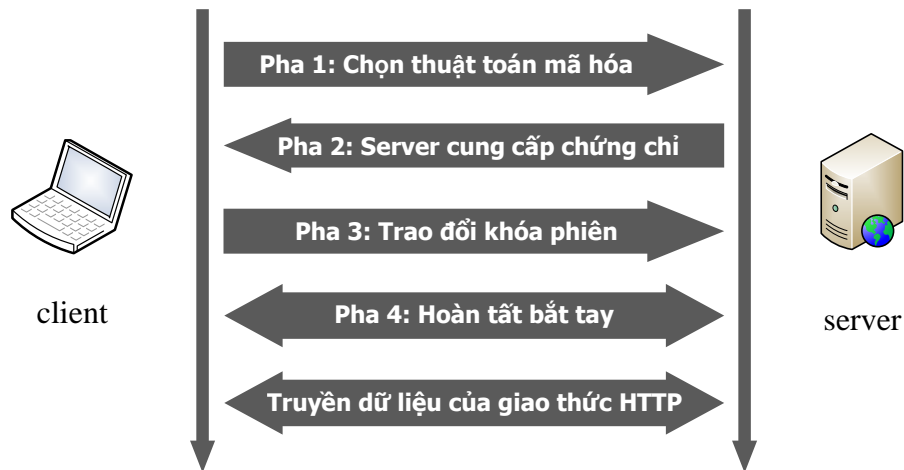 Pha 1: Chọn thuật toán mã hóa
Pha 2: Server cung cấp chứng chỉ
Pha 3: Trao đổi khóa phiên
client
Pha 4: Hoàn tất bắt tay
server
Truyền dữ liệu của giao thức HTTP